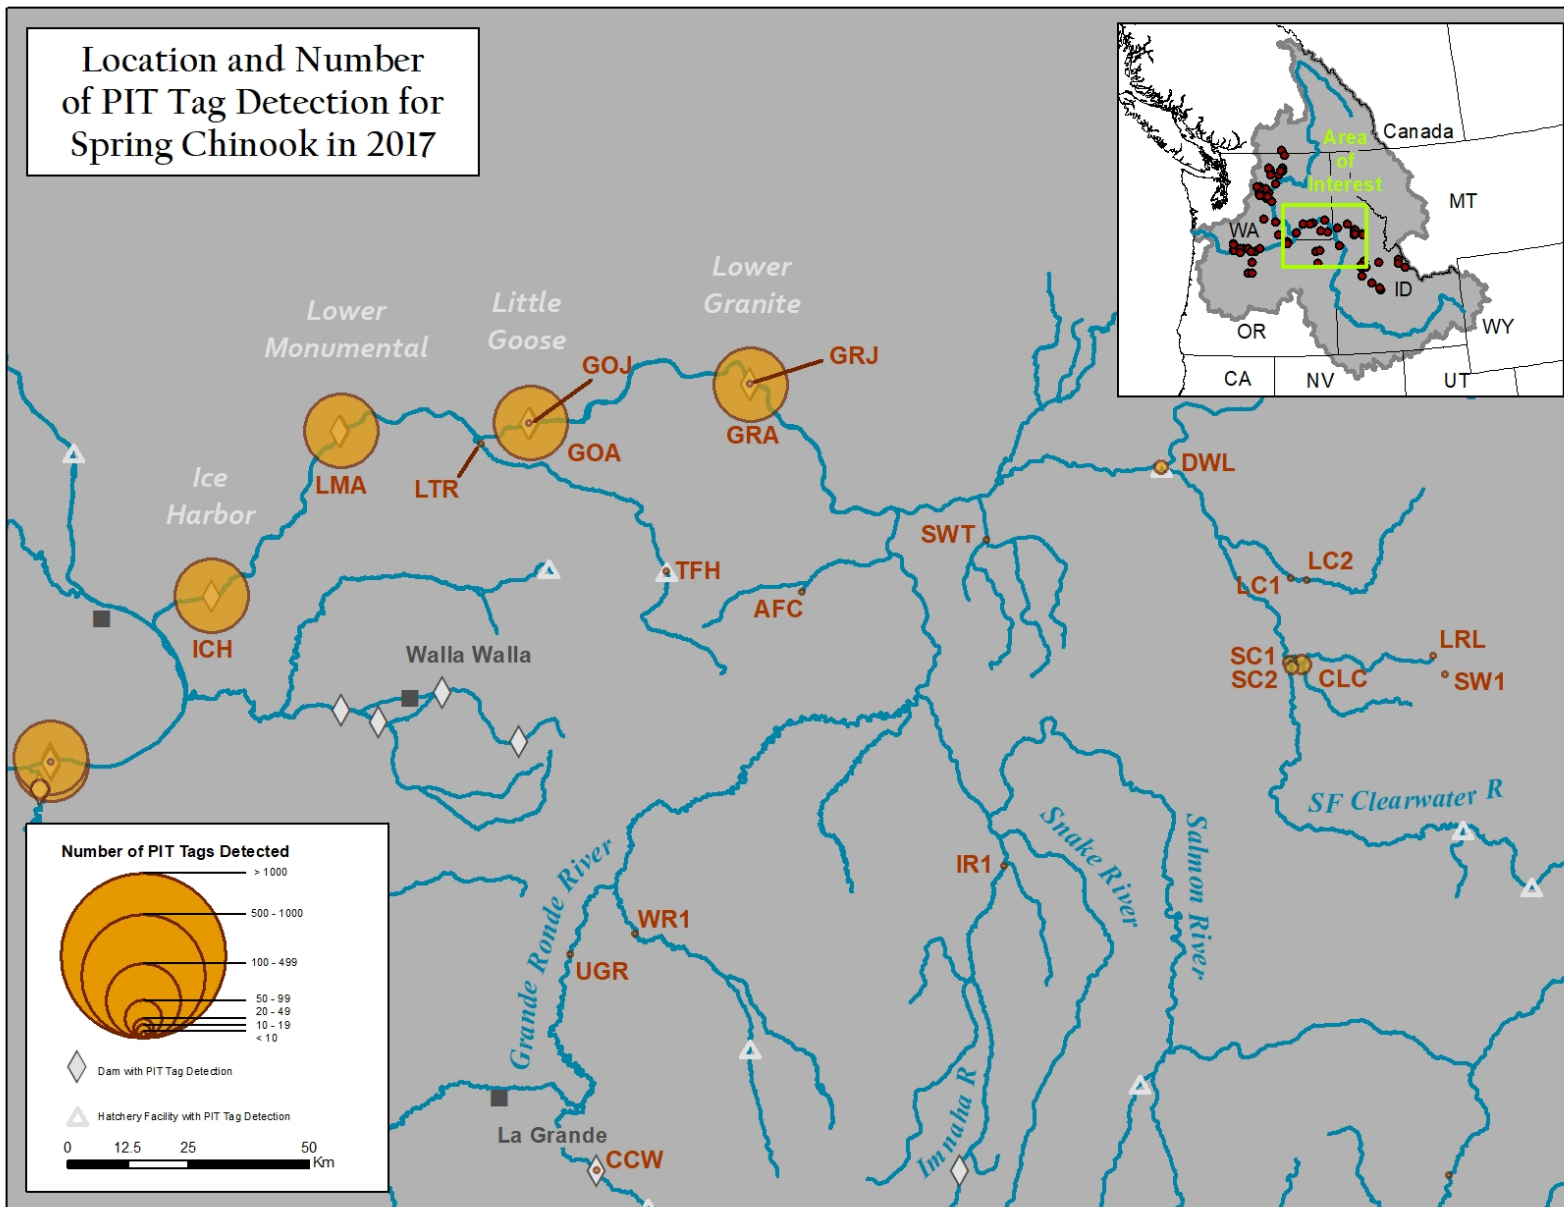 Location and Number
of PIT Tag Detection for
Spring Chinook in 2017
Canada
Area
of
Interest
MT
WA
ID
OR
WY
CA
NV
UT
Lower
Granite
Little
Goose
Lower
Monumental
GRJ
GOJ
GRA
GOA
DWL
Ice
Harbor
LMA
LTR
SWT
TFH
LC2
LC1
AFC
ICH
Walla Walla
LRL
SC1
SC2
CLC
SW1
SF Clearwater R
Snake River
Salmon River
Grande Ronde River
IR1
WR1
UGR
Imnaha R
La Grande
CCW
Number of PIT Tags Detected
> 1000
500 - 1000
100 - 499
50 - 99
20 - 49
10 - 19
< 10
Dam with PIT Tag Detection
Hatchery Facility with PIT Tag Detection
0 12.5 25 50
Km